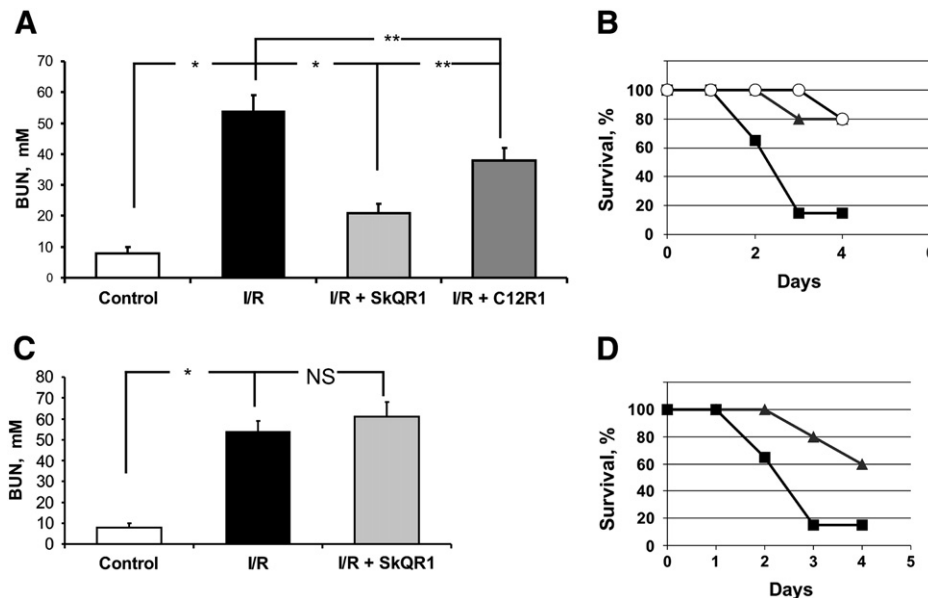 A
BUN, mM
70
60
50
40
30
20
10
0
* * ** **
Control I/R I/R + SkQR1 I/R + C12R1
B
Survival, %
100
80
60
40
20
0
0 2 4 6
Days
C
BUN, mM
80
70
60
50
40
30
20
10
0
* NS
Control I/R I/R + SkQR1
D
Survival, %
100
80
60
40
20
0
0 1 2 3 4 5
Days